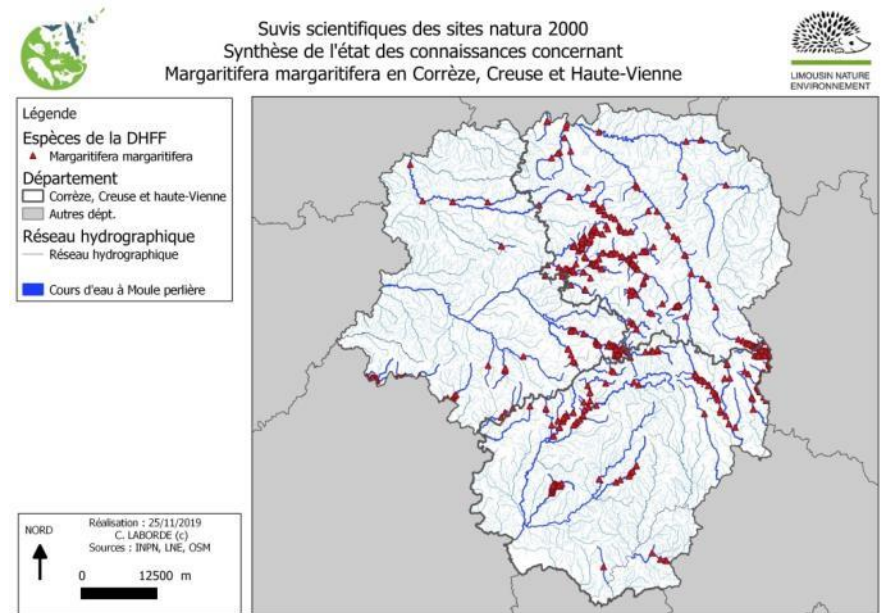 Suvis scientifiques des sites natura 2000
Synthèse de l'état des connaissances concernant
Margaritifera margaritifera en Corrèze, Creuse et Haute-Vienne
LIMOUSIN NATURE
ENVIRONNEMENT
Légende
Espèces de la DHFF
Margaritifera margaritifera
Département
Corrèze, Creuse et haute-Vienne
Autres dépt.
Réseau hydrographique
Réseau hydrographique
Cours d'eau à Moule perlière
NORD
Réalisation : 25/11/2019
C. LABORDE (c)
Sources : INPN, LNE, OSM
0 12500 m